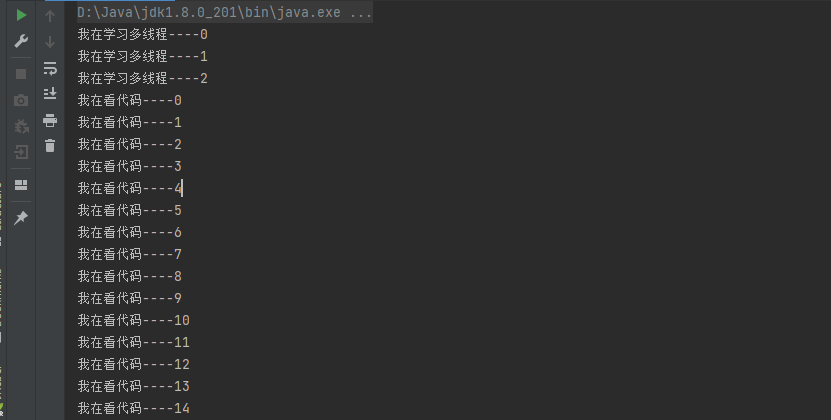 D:\Java\jdk1.8.0_201\bin\java.exe ...
我在学习多线程----0
我在学习多线程----1
我在学习多线程----2
我在看代码----0
我在看代码----1
我在看代码----2
我在看代码----3
我在看代码----4
我在看代码----5
我在看代码----6
我在看代码----7
我在看代码----8
我在看代码----9
我在看代码----10
我在看代码----11
我在看代码----12
我在看代码----13
我在看代码----14